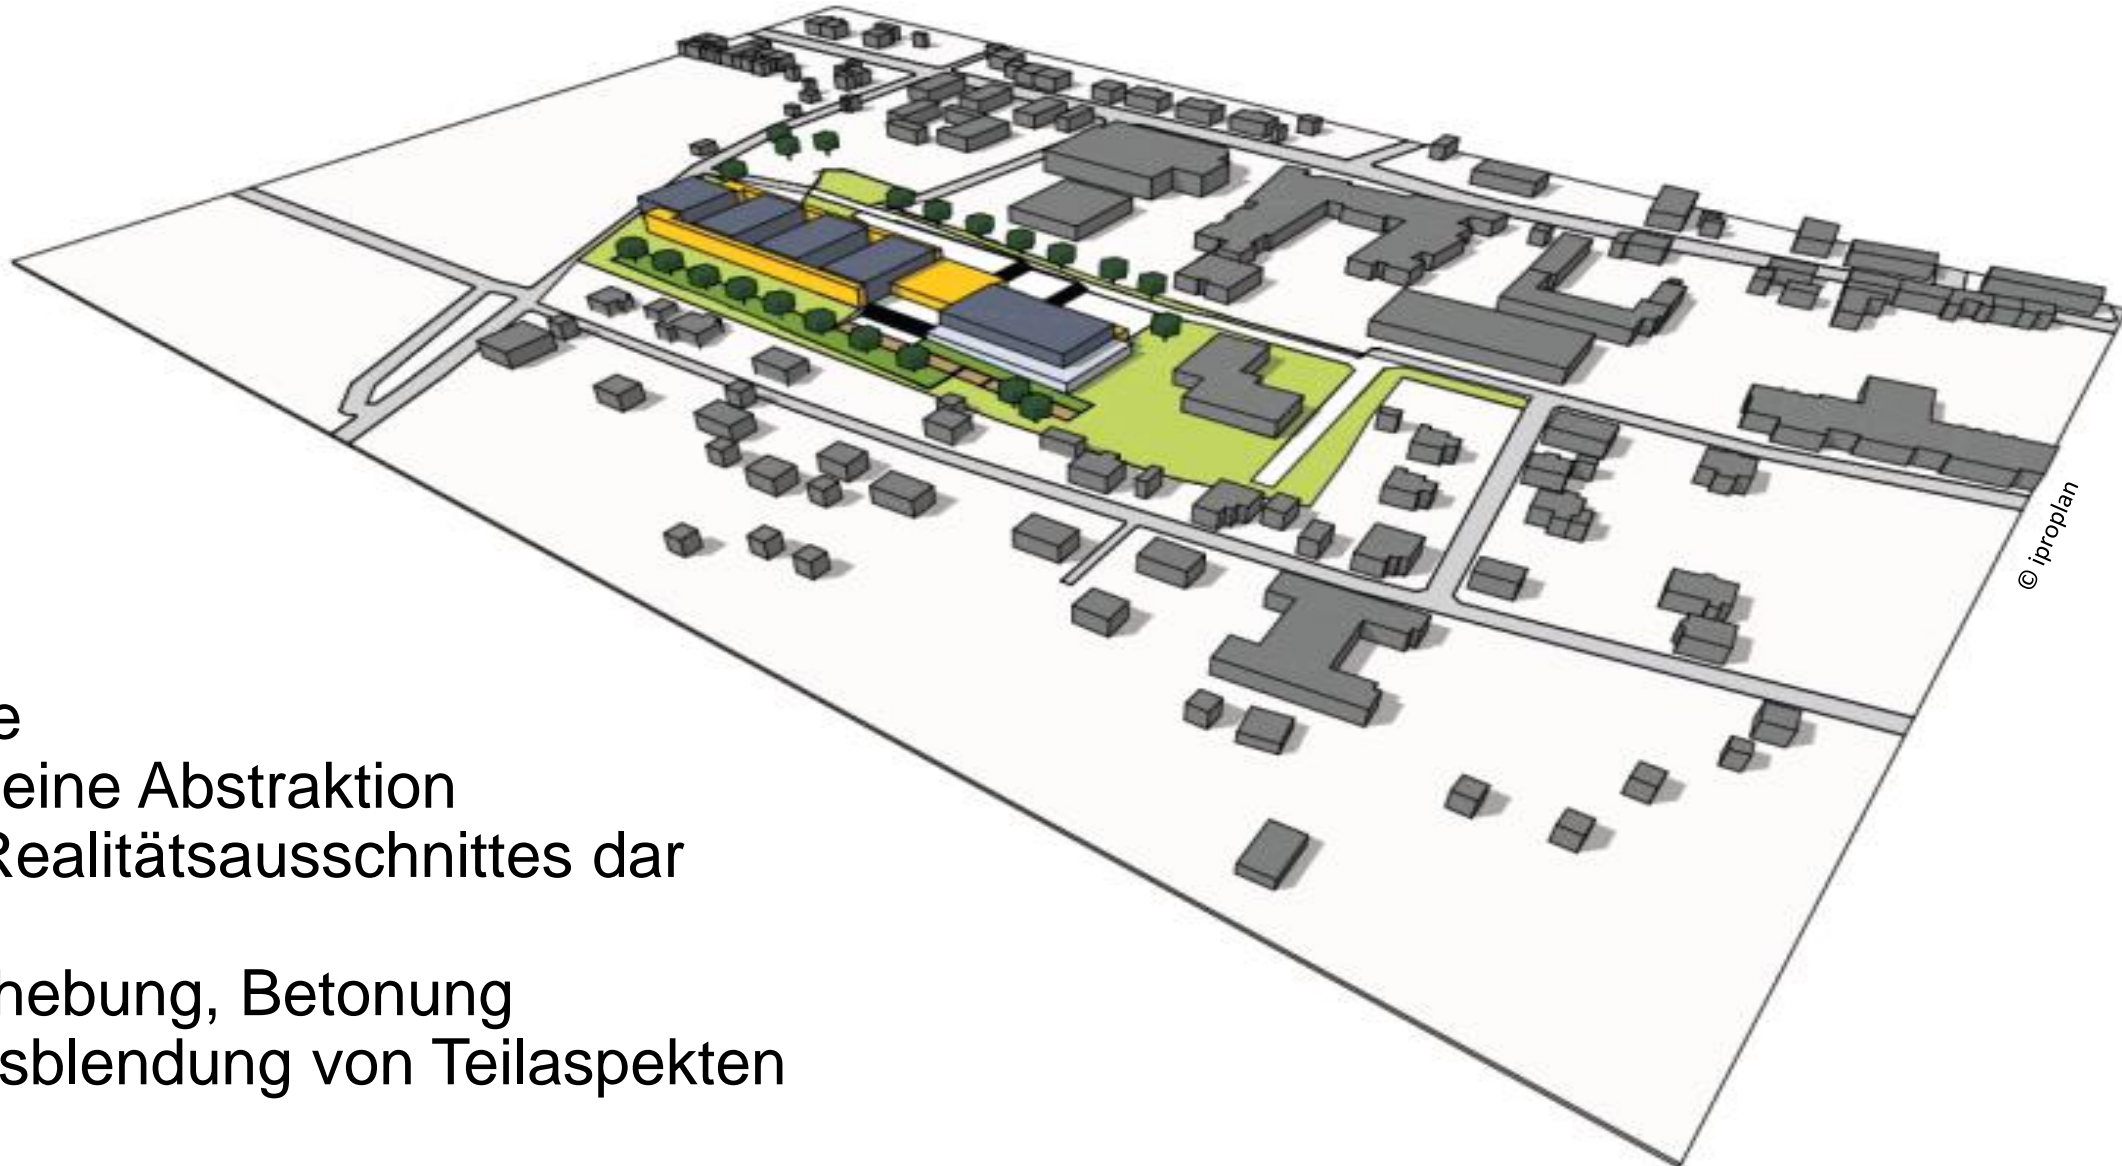 e
eine Abstraktion
Realitätsausschnittes dar
hebung, Betonung
sblendung von Teilaspekten
© iproplan